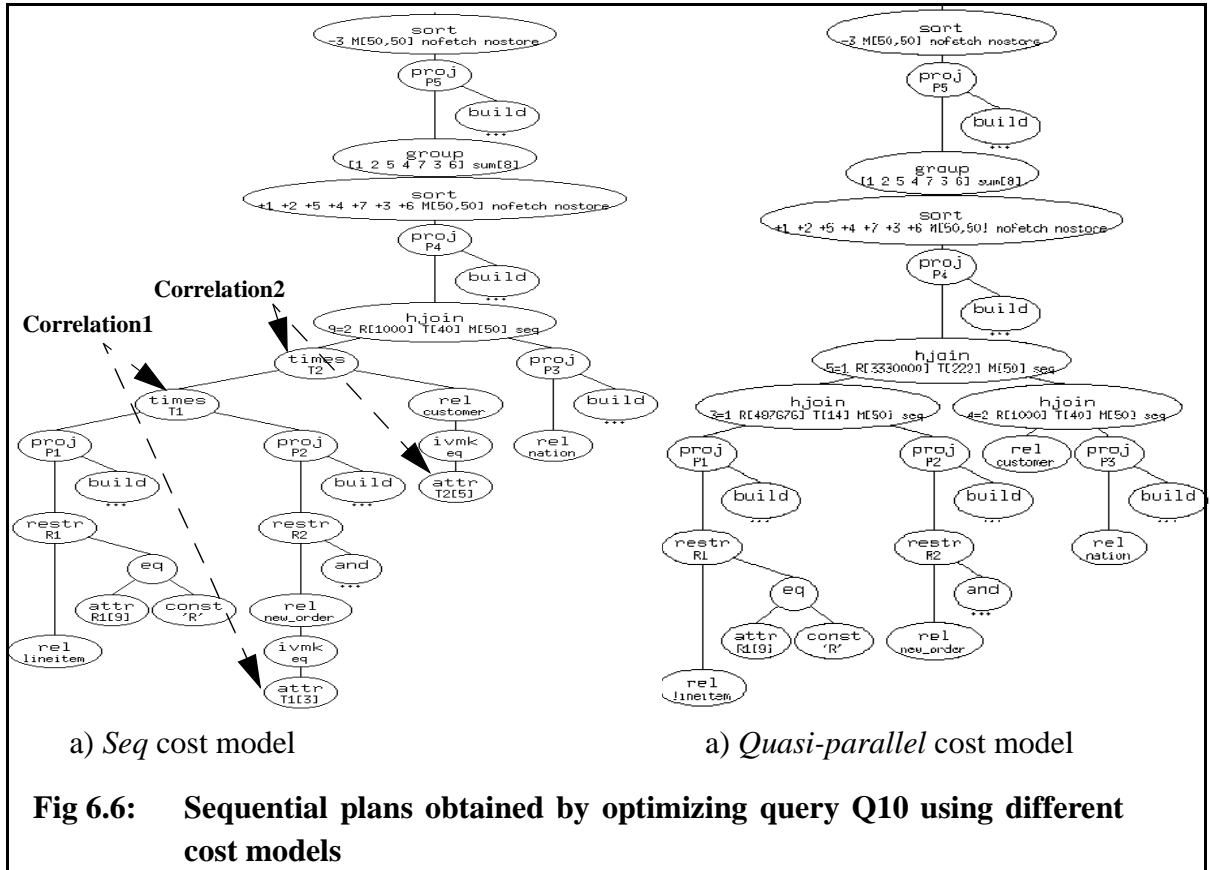 sort
-3 M[50,50] nofetch nostore
proj
P5
build
...
group
[1 2 5 4 7 3 6] sum[8]
sort
+1 +2 +5 +4 +7 +3 +6 M[50,50] nofetch nostore
proj
P4
build
...
Correlation2
Correlation1
hjoin
9=2 R[1000] T[40] M[50] seq
times
T2
proj
P3
build
...
rel
nation
times
T1
rel
customer
ivmk
eq
attr
T2[5]
proj
P1
build
...
proj
P2
build
...
restr
R1
eq
attr
R1[9]
const
'R'
rel
lineitem
restr
R2
and
...
rel
new_order
ivmk
eq
attr
T1[3]
a) Seq cost model
sort
-3 M[50,50] nofetch nostore
proj
P5
build
...
group
[1 2 5 4 7 3 6] sum[8]
sort
+1 +2 +5 +4 +7 +3 +6 M[50,50! nofetch nostore
proj
P4
build
...
hjoin
5=1 R[3330000] T[222] M[50] seq
hjoin
3=1 R[497676] T[14] M[50] seq
hjoin
4=2 R[1000] T[40] M[50] seq
proj
P1
build
...
proj
P2
build
...
rel
customer
proj
P3
build
...
restr
R1
eq
attr
R1[9]
const
'R'
rel
lineitem
restr
R2
and
...
rel
new_order
rel
nation
a) Quasi-parallel cost model
Fig 6.6: Sequential plans obtained by optimizing query Q10 using different
cost models